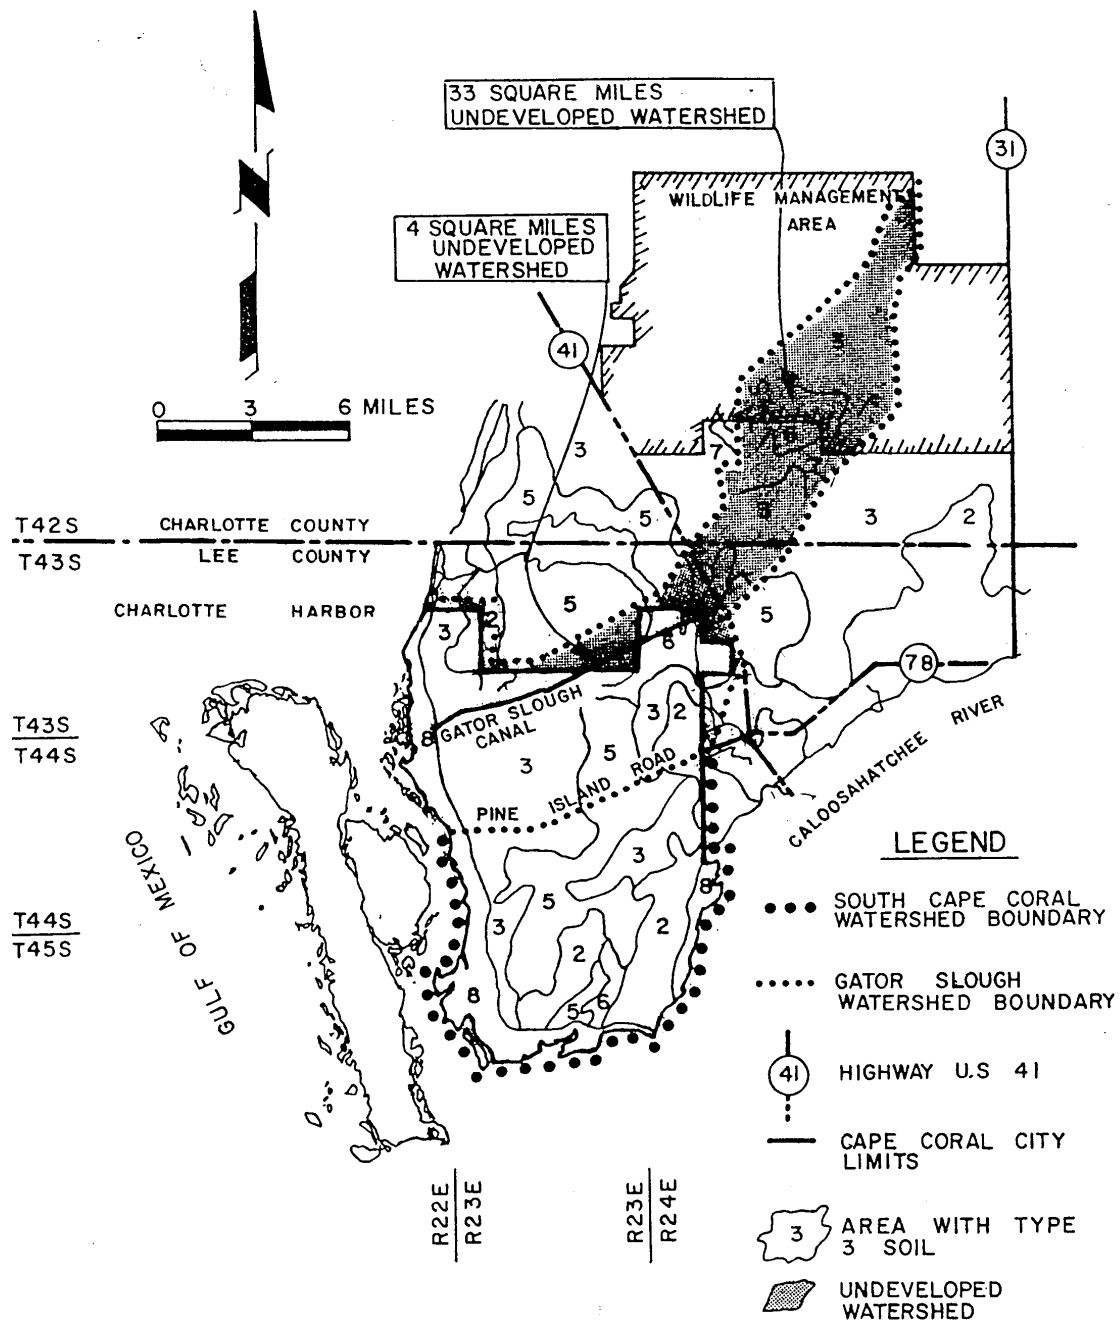 33 SQUARE MILES
UNDEVELOPED WATERSHED
31
WILDLIFE MANAGEMENT
AREA
4 SQUARE MILES
UNDEVELOPED
WATERSHED
41
0 3 6 MILES
3
7
5
5
3
2
T42S
CHARLOTTE COUNTY
T43S
LEE COUNTY
CHARLOTTE HARBOR
5
5
3
2
8
78
T43S
T44S
GATOR SLOUGH
CANAL
8
3
2
5
3
RIVER
CALOOSAHATCHEE
PINE ISLAND ROAD
GULF OF MEXICO
3
8
5
3
2
2
T44S
T45S
8
5
6
LEGEND
SOUTH CAPE CORAL
WATERSHED BOUNDARY
GATOR SLOUGH
WATERSHED BOUNDARY
41
HIGHWAY U.S 41
CAPE CORAL CITY
LIMITS
3
AREA WITH TYPE
3 SOIL
UNDEVELOPED
WATERSHED
R22E
R23E
R23E
R24E